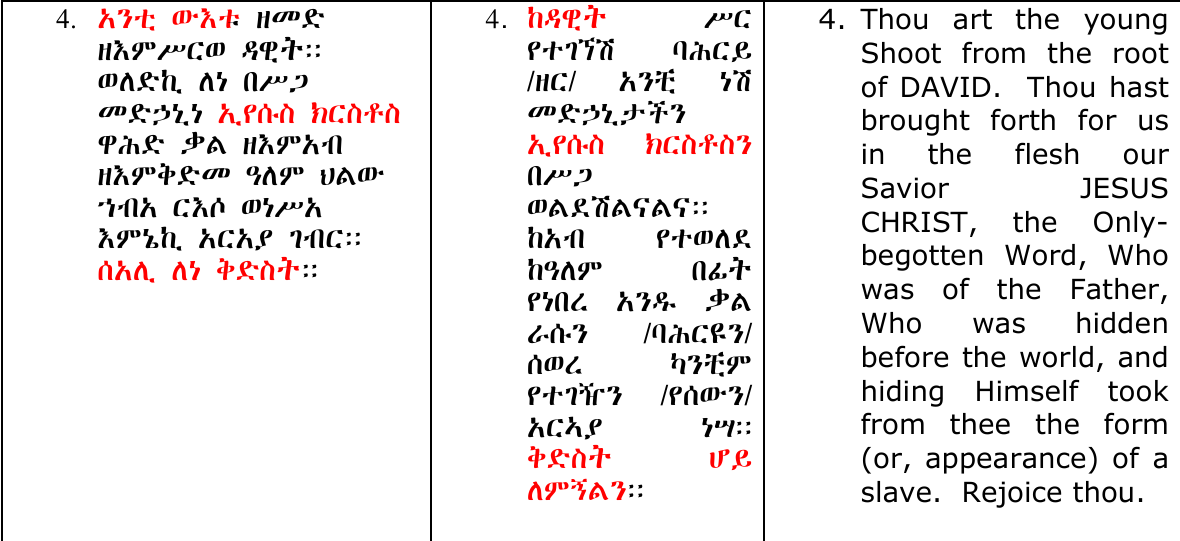 4. አንቲ ውእቱ ዘመድ
ዘእምሥርወ ዳዊት፡፡
ወለድኪ ለነ በሥጋ
መድኃኒነ ኢየሱስ ክርስቶስ
ዋሕድ ቃል ዘእምአብ
ዘእምቅድመ ዓለም ህልው
ኀብአ ርእሶ ወነሥአ
እምኔኪ አርአያ ገብር፡፡
ሰአሊ ለነ ቅድስት፡፡
4. ከዳዊት ሥር
የተገኘሽ ባሕርይ
/ዘር/ አንቺ ነሽ
መድኃኒታችን
ኢየሱስ ክርስቶስን
በሥጋ
ወልደሽልናልና፡፡
ከአብ የተወለደ
ከዓለም በፊት
የነበረ አንዱ ቃል
ራሱን /ባሕርዩን/
ሰወረ ካንቺም
የተገዥን /የሰውን/
አርኣያ ነሣ፡፡
ቅድስት ሆይ
ለምኝልን፡፡
4. Thou art the young
Shoot from the root
of DAVID. Thou hast
brought forth for us
in the flesh our
Savior JESUS
CHRIST, the Only-
begotten Word, Who
was of the Father,
Who was hidden
before the world, and
hiding Himself took
from thee the form
(or, appearance) of a
slave. Rejoice thou.